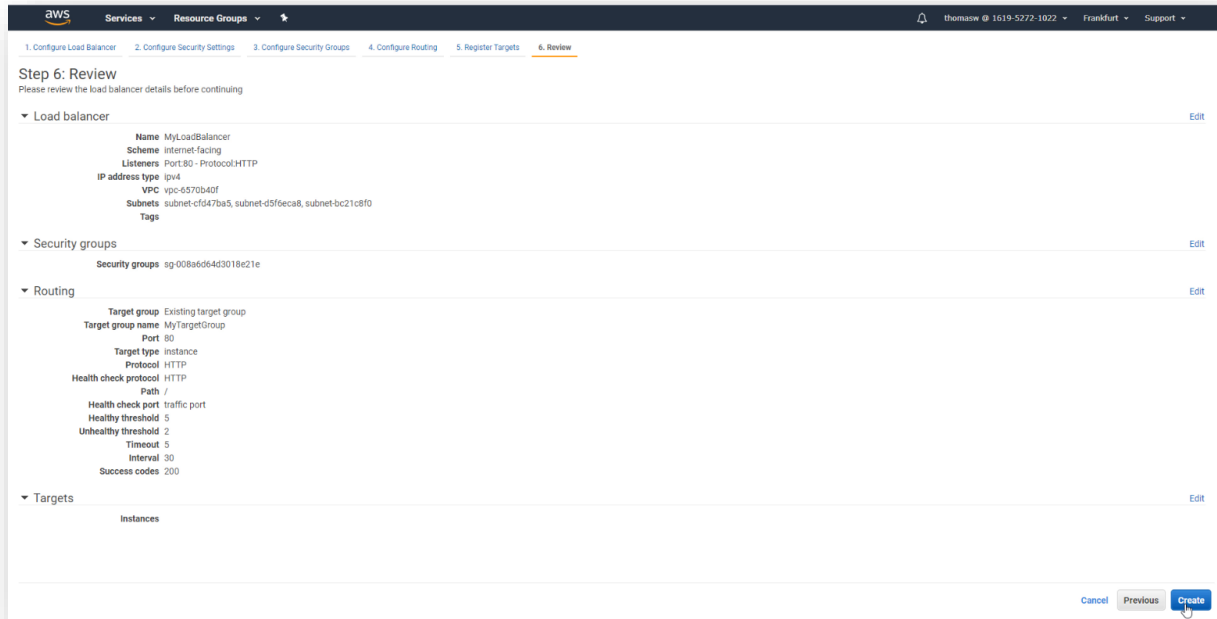 aws Services Resource Groups thomasw @ 1619-5272-1022 Frankfurt Support
1. Configure Load Balancer 2. Configure Security Settings 3. Configure Security Groups 4. Configure Routing 5. Register Targets 6. Review
Step 6: Review
Please review the load balancer details before continuing
Load balancer Edit
Name MyLoadBalancer
Scheme internet-facing
Listeners Port:80 - Protocol:HTTP
IP address type ipv4
VPC vpc-6570b40f
Subnets subnet-cfd47ba5, subnet-d5f6eca8, subnet-bc21c8f0
Tags
Security groups Edit
Security groups sg-008a6d64d3018e21e
Routing Edit
Target group Existing target group
Target group name MyTargetGroup
Port 80
Target type instance
Protocol HTTP
Health check protocol HTTP
Path /
Health check port traffic port
Healthy threshold 5
Unhealthy threshold 2
Timeout 5
Interval 30
Success codes 200
Targets Edit
Instances
Cancel Previous Create